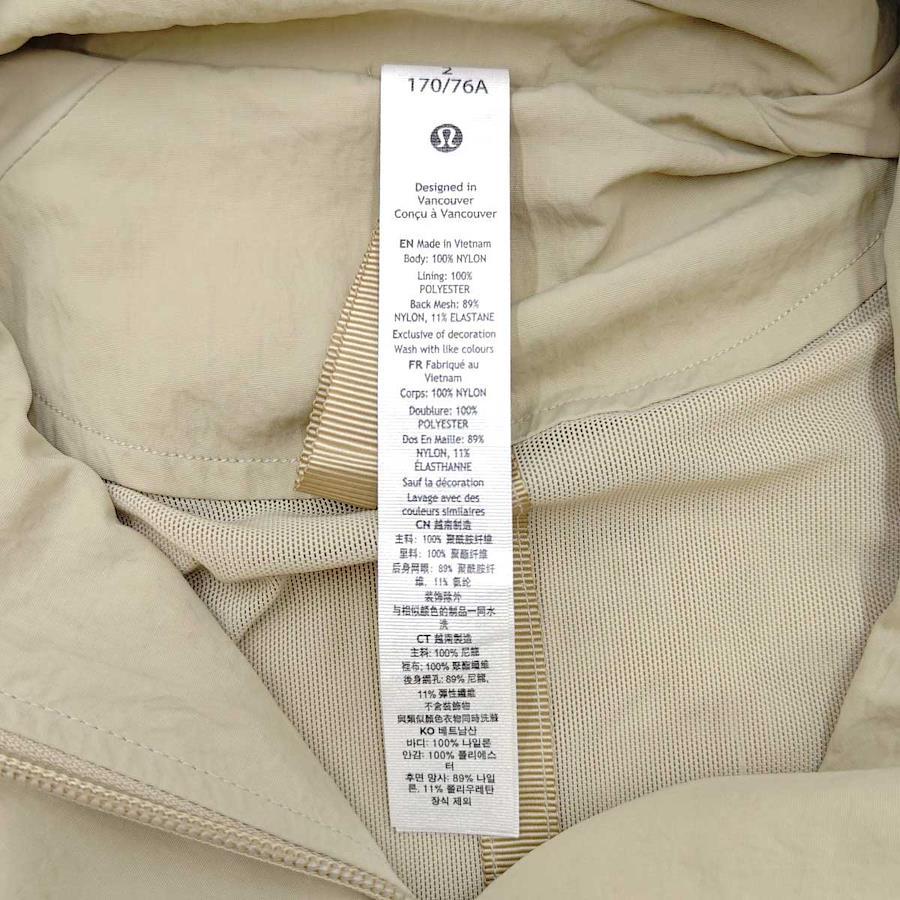 2
170/76A
Designed in
Vancouver
Conçu à Vancouver
EN Made in Vietnam
Body: 100% NYLON
Lining: 100%
POLYESTER
Back Mesh: 89%
NYLON, 11% ELASTANE
Exclusive of decoration
Wash with like colours
FR Fabriqué au
Vietnam
Corps: 100% NYLON
Doublure: 100%
POLYESTER
Dos En Maille: 89%
NYLON, 11%
ÉLASTHANNE
Sauf la décoration
Lavage avec des
couleurs similaires
CN 越南制造
主料: 100% 聚酰胺纤维
里料: 100% 聚酯纤维
后身网眼: 89% 聚酰胺纤
维, 11% 氨纶
装饰除外
与相似颜色的制品一同水
洗
CT 越南製造
主料: 100% 尼龍
裡布: 100% 聚酯纖維
後身網孔: 89% 尼龍,
11% 彈性纖維
不含裝飾物
與類似顏色衣物同時洗滌
KO 베트남산
바디: 100% 나일론
안감: 100% 폴리에스
터
후면 망사: 89% 나일
론, 11% 폴리우레탄
장식 제외